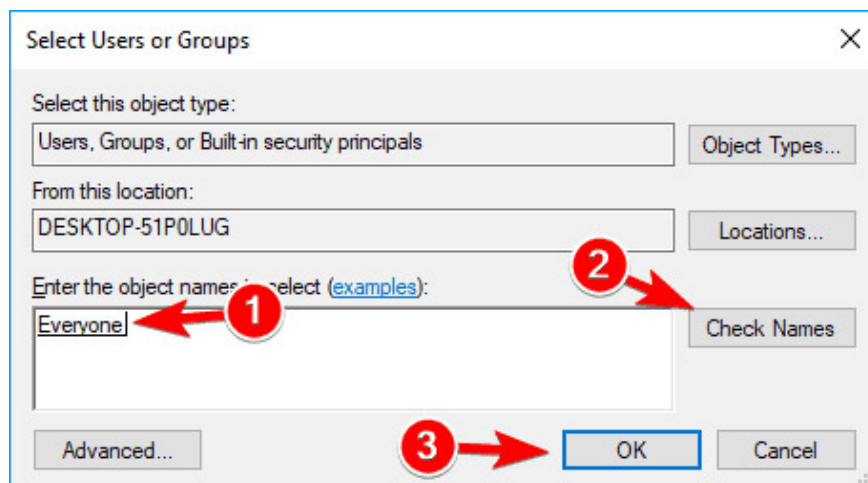 Select Users or Groups
Select this object type:
Users, Groups, or Built-in security principals
Object Types...
From this location:
DESKTOP-51P0LUG
Locations...
2
Enter the object names to select (examples):
1
Everyone
Check Names
Advanced...
3
OK
Cancel